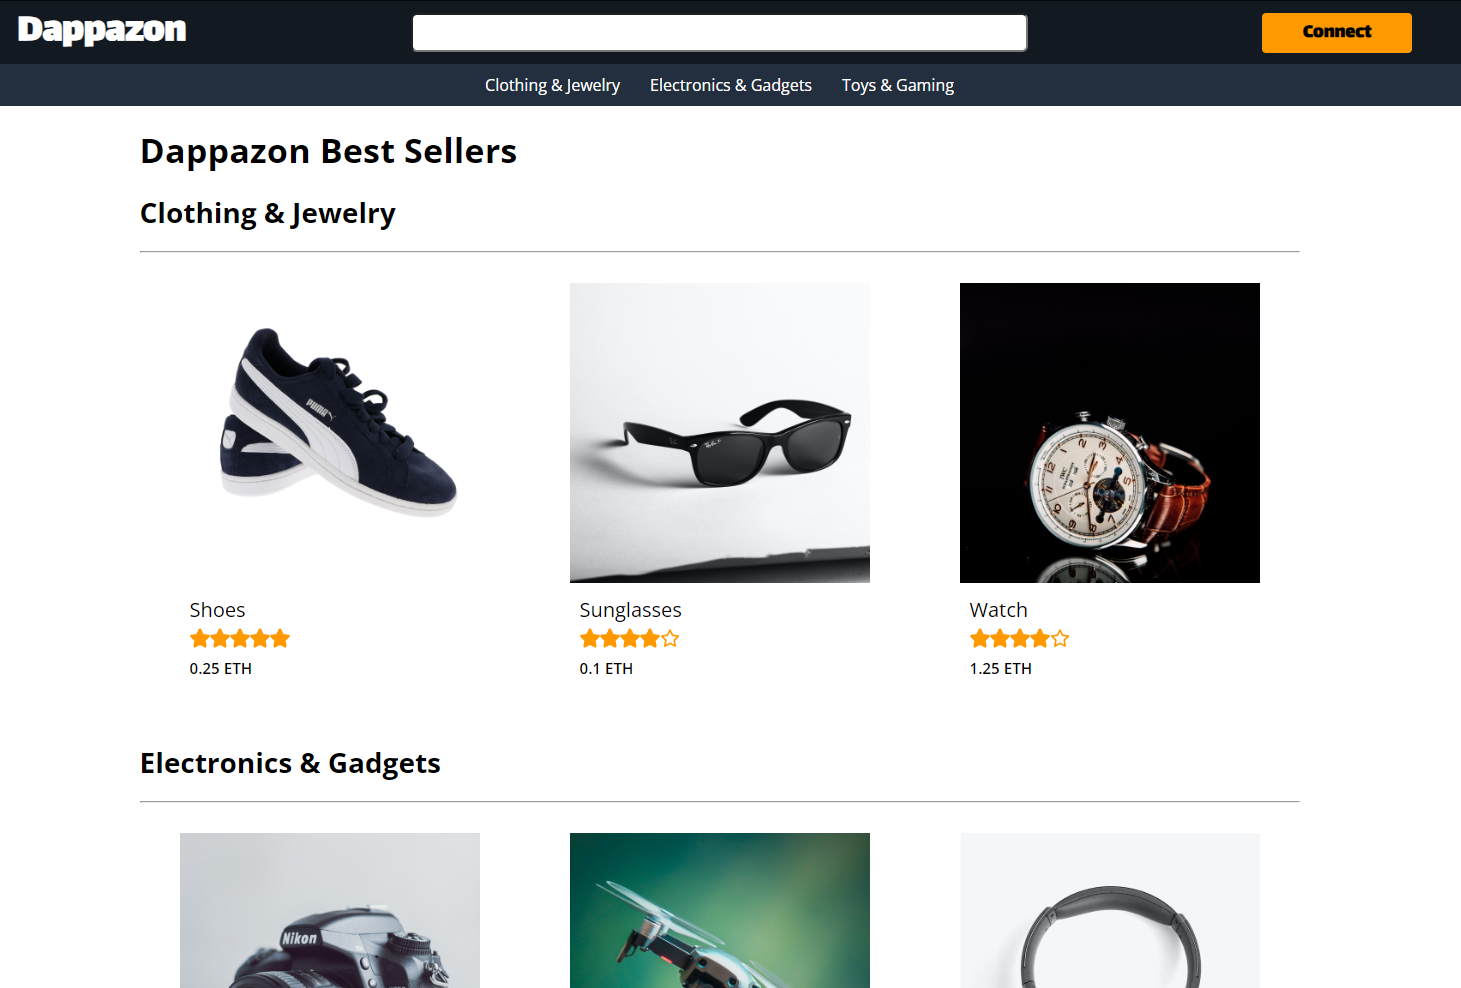 Dappazon
Connect
Clothing & Jewelry Electronics & Gadgets Toys & Gaming
Dappazon Best Sellers
Clothing & Jewelry
PUMA
IWC
Shoes Sunglasses Watch
0.25 ETH 0.1 ETH 1.25 ETH
Electronics & Gadgets
Nikon